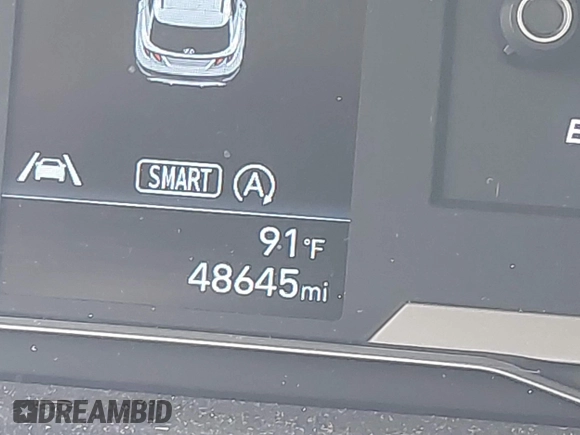 E
SMART A
91°F
48645mi
DREAMBID